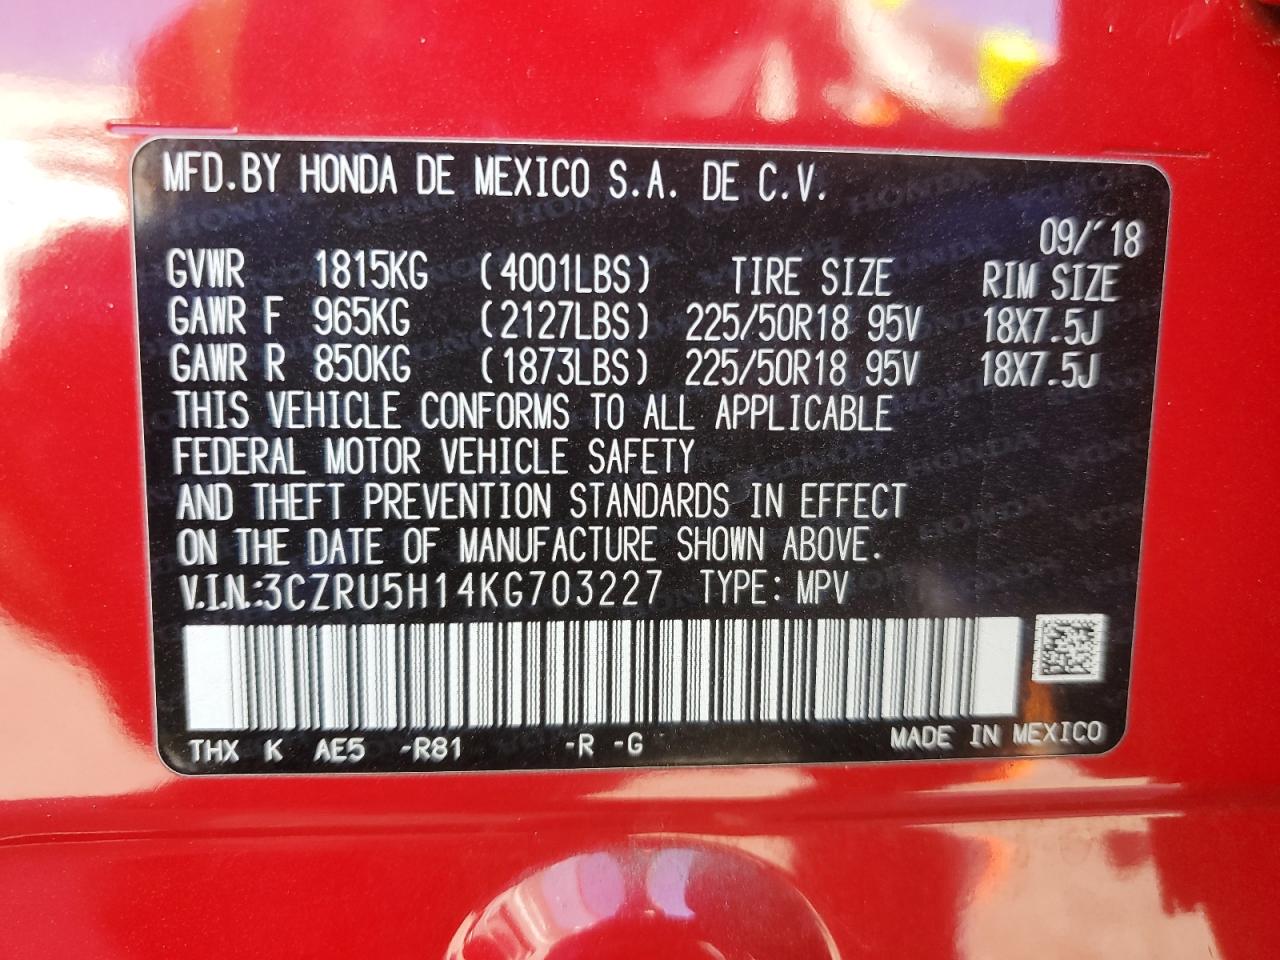 MFD.BY HONDA DE MEXICO S.A. DE C.V.
09/'18
GVWR 1815KG (4001LBS) TIRE SIZE RIM SIZE
GAWR F 965KG (2127LBS) 225/50R18 95V 18X7.5J
GAWR R 850KG (1873LBS) 225/50R18 95V 18X7.5J
THIS VEHICLE CONFORMS TO ALL APPLICABLE
FEDERAL MOTOR VEHICLE SAFETY
AND THEFT PREVENTION STANDARDS IN EFFECT
ON THE DATE OF MANUFACTURE SHOWN ABOVE.
V.I.N.:3CZRU5H14KG703227 TYPE: MPV
THX K AE5 -R81 -R -G MADE IN MEXICO